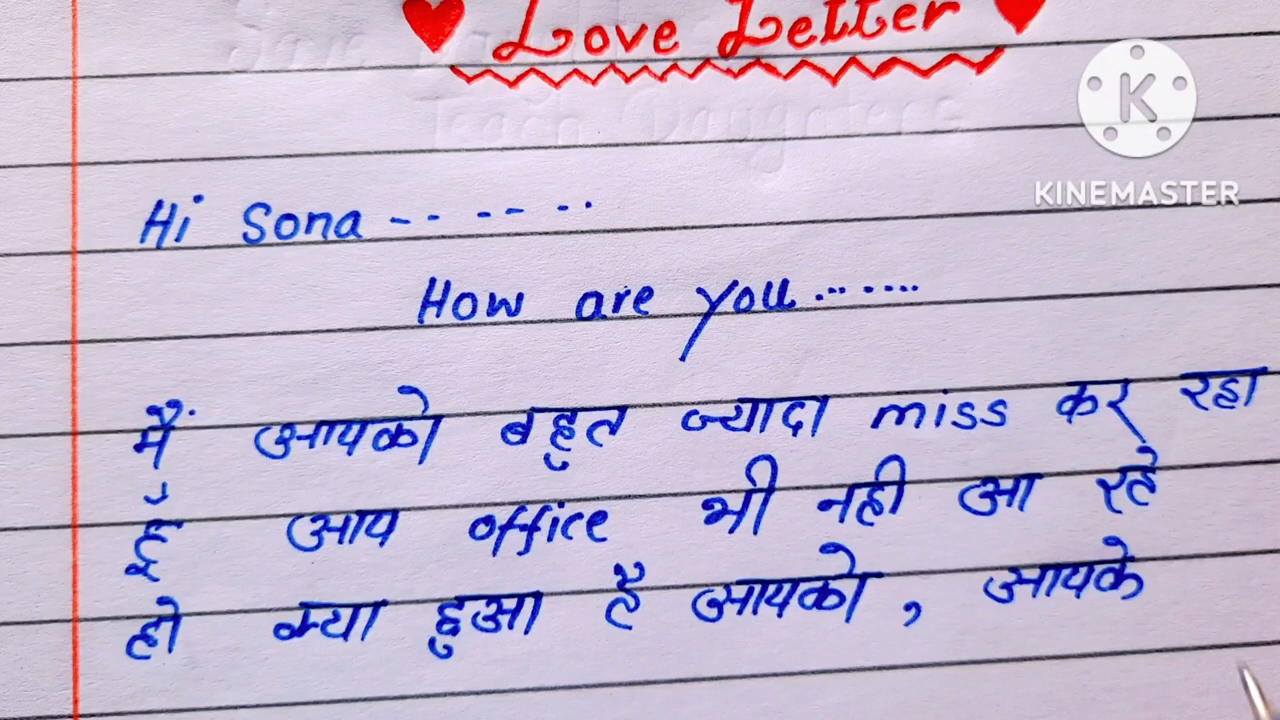 Love Letter
K
KINEMASTER
Hi Sona -- -- --
How are you.......
मैं आपको बहुत ज्यादा miss कर रहा
हूँ आप office भी नही आ रहे
हो क्या हुआ है आपको, आपके